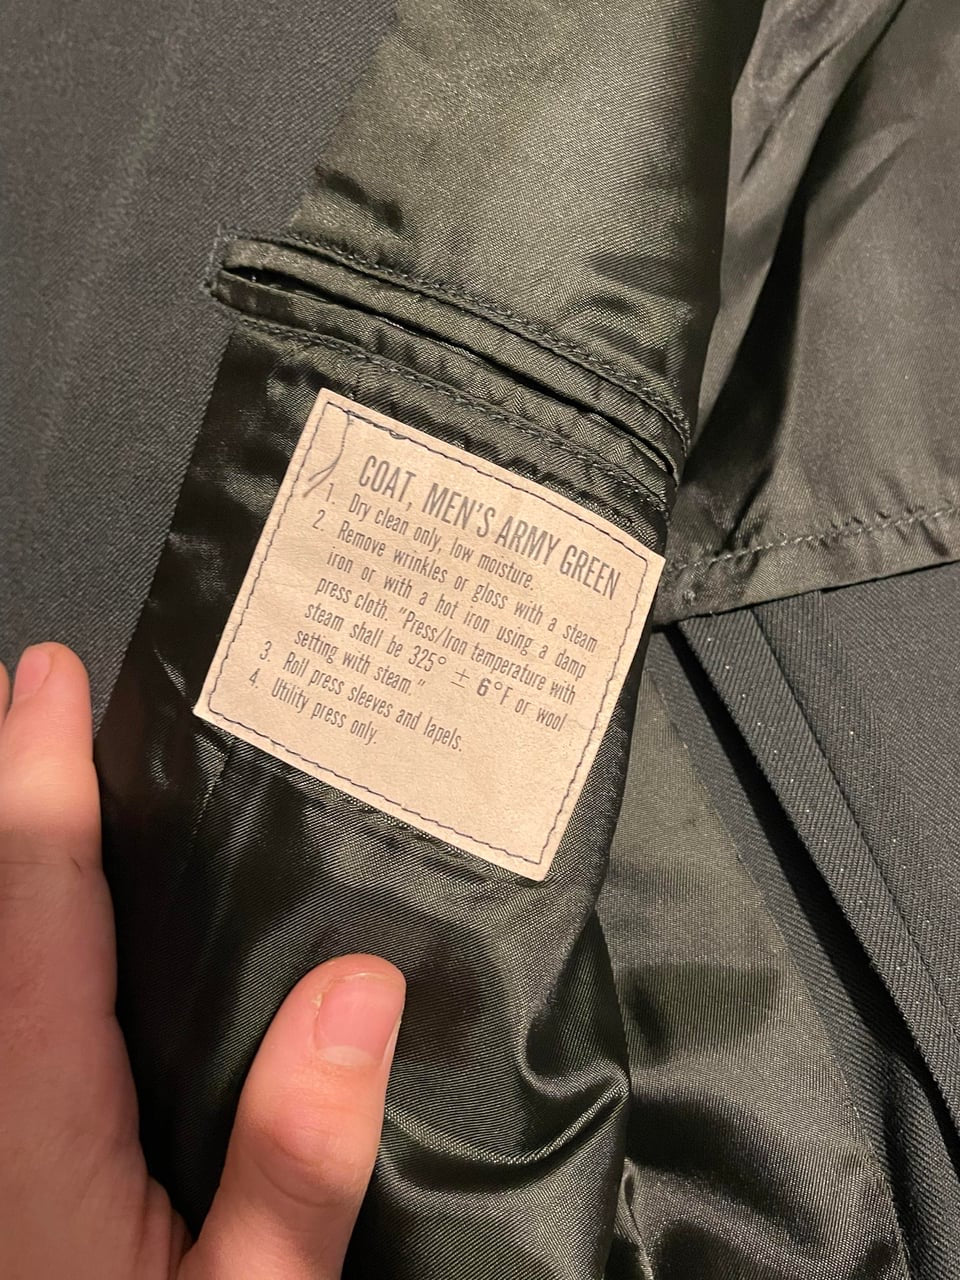 COAT, MEN'S ARMY GREEN
1. Dry clean only, low moisture.
2. Remove wrinkles or gloss with a steam
iron or with a hot iron using a damp
press cloth. "Press/Iron temperature with
steam shall be 325° ± 6°F or wool
setting with steam."
3. Roll press sleeves and lapels.
4. Utility press only.